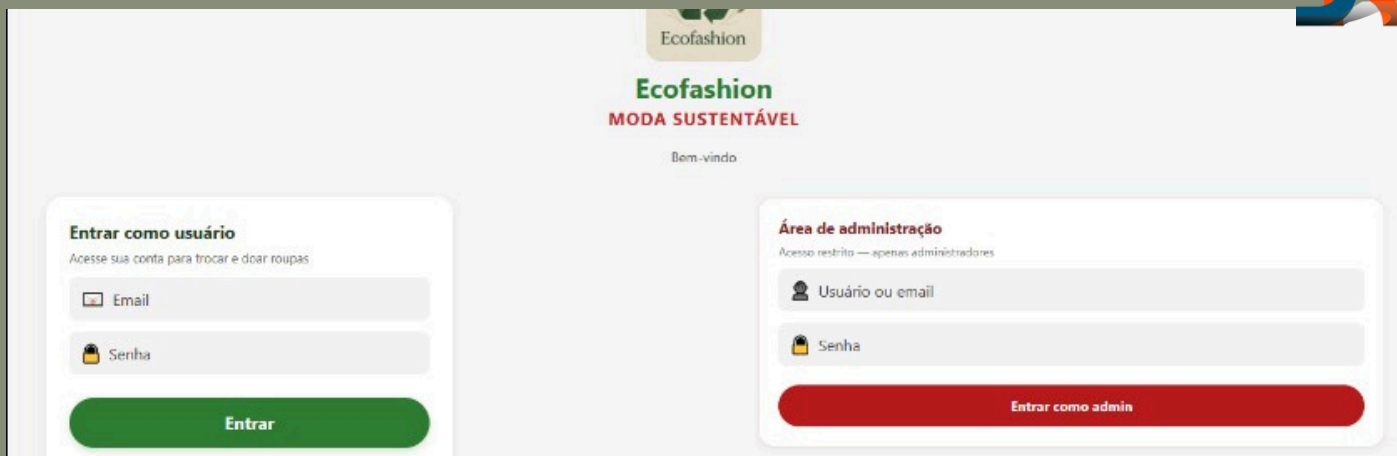 Ecofashion
Ecofashion
MODA SUSTENTÁVEL
Bem-vindo
Entrar como usuário
Acesse sua conta para trocar e doar roupas
Email
Senha
Entrar
Área de administração
Acesso restrito — apenas administradores
Usuário ou email
Senha
Entrar como admin